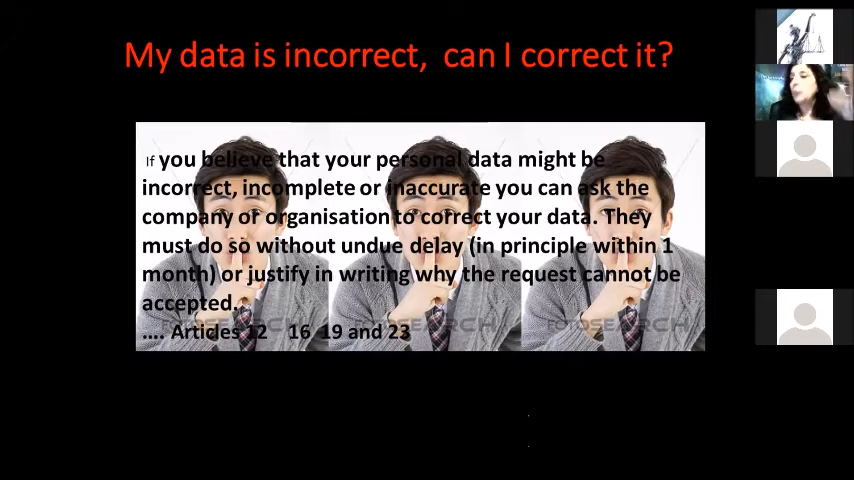 My data is incorrect, can I correct it?
If you believe that your personal data might be
incorrect, incomplete or inaccurate you can ask the
company or organisation to correct your data. They
must do so without undue delay (in principle within 1
month) or justify in writing why the request cannot be
accepted.
.... Articles 12 16 19 and 23
FOTOSEARCH FOTOSEARCH FOTOSEARCH